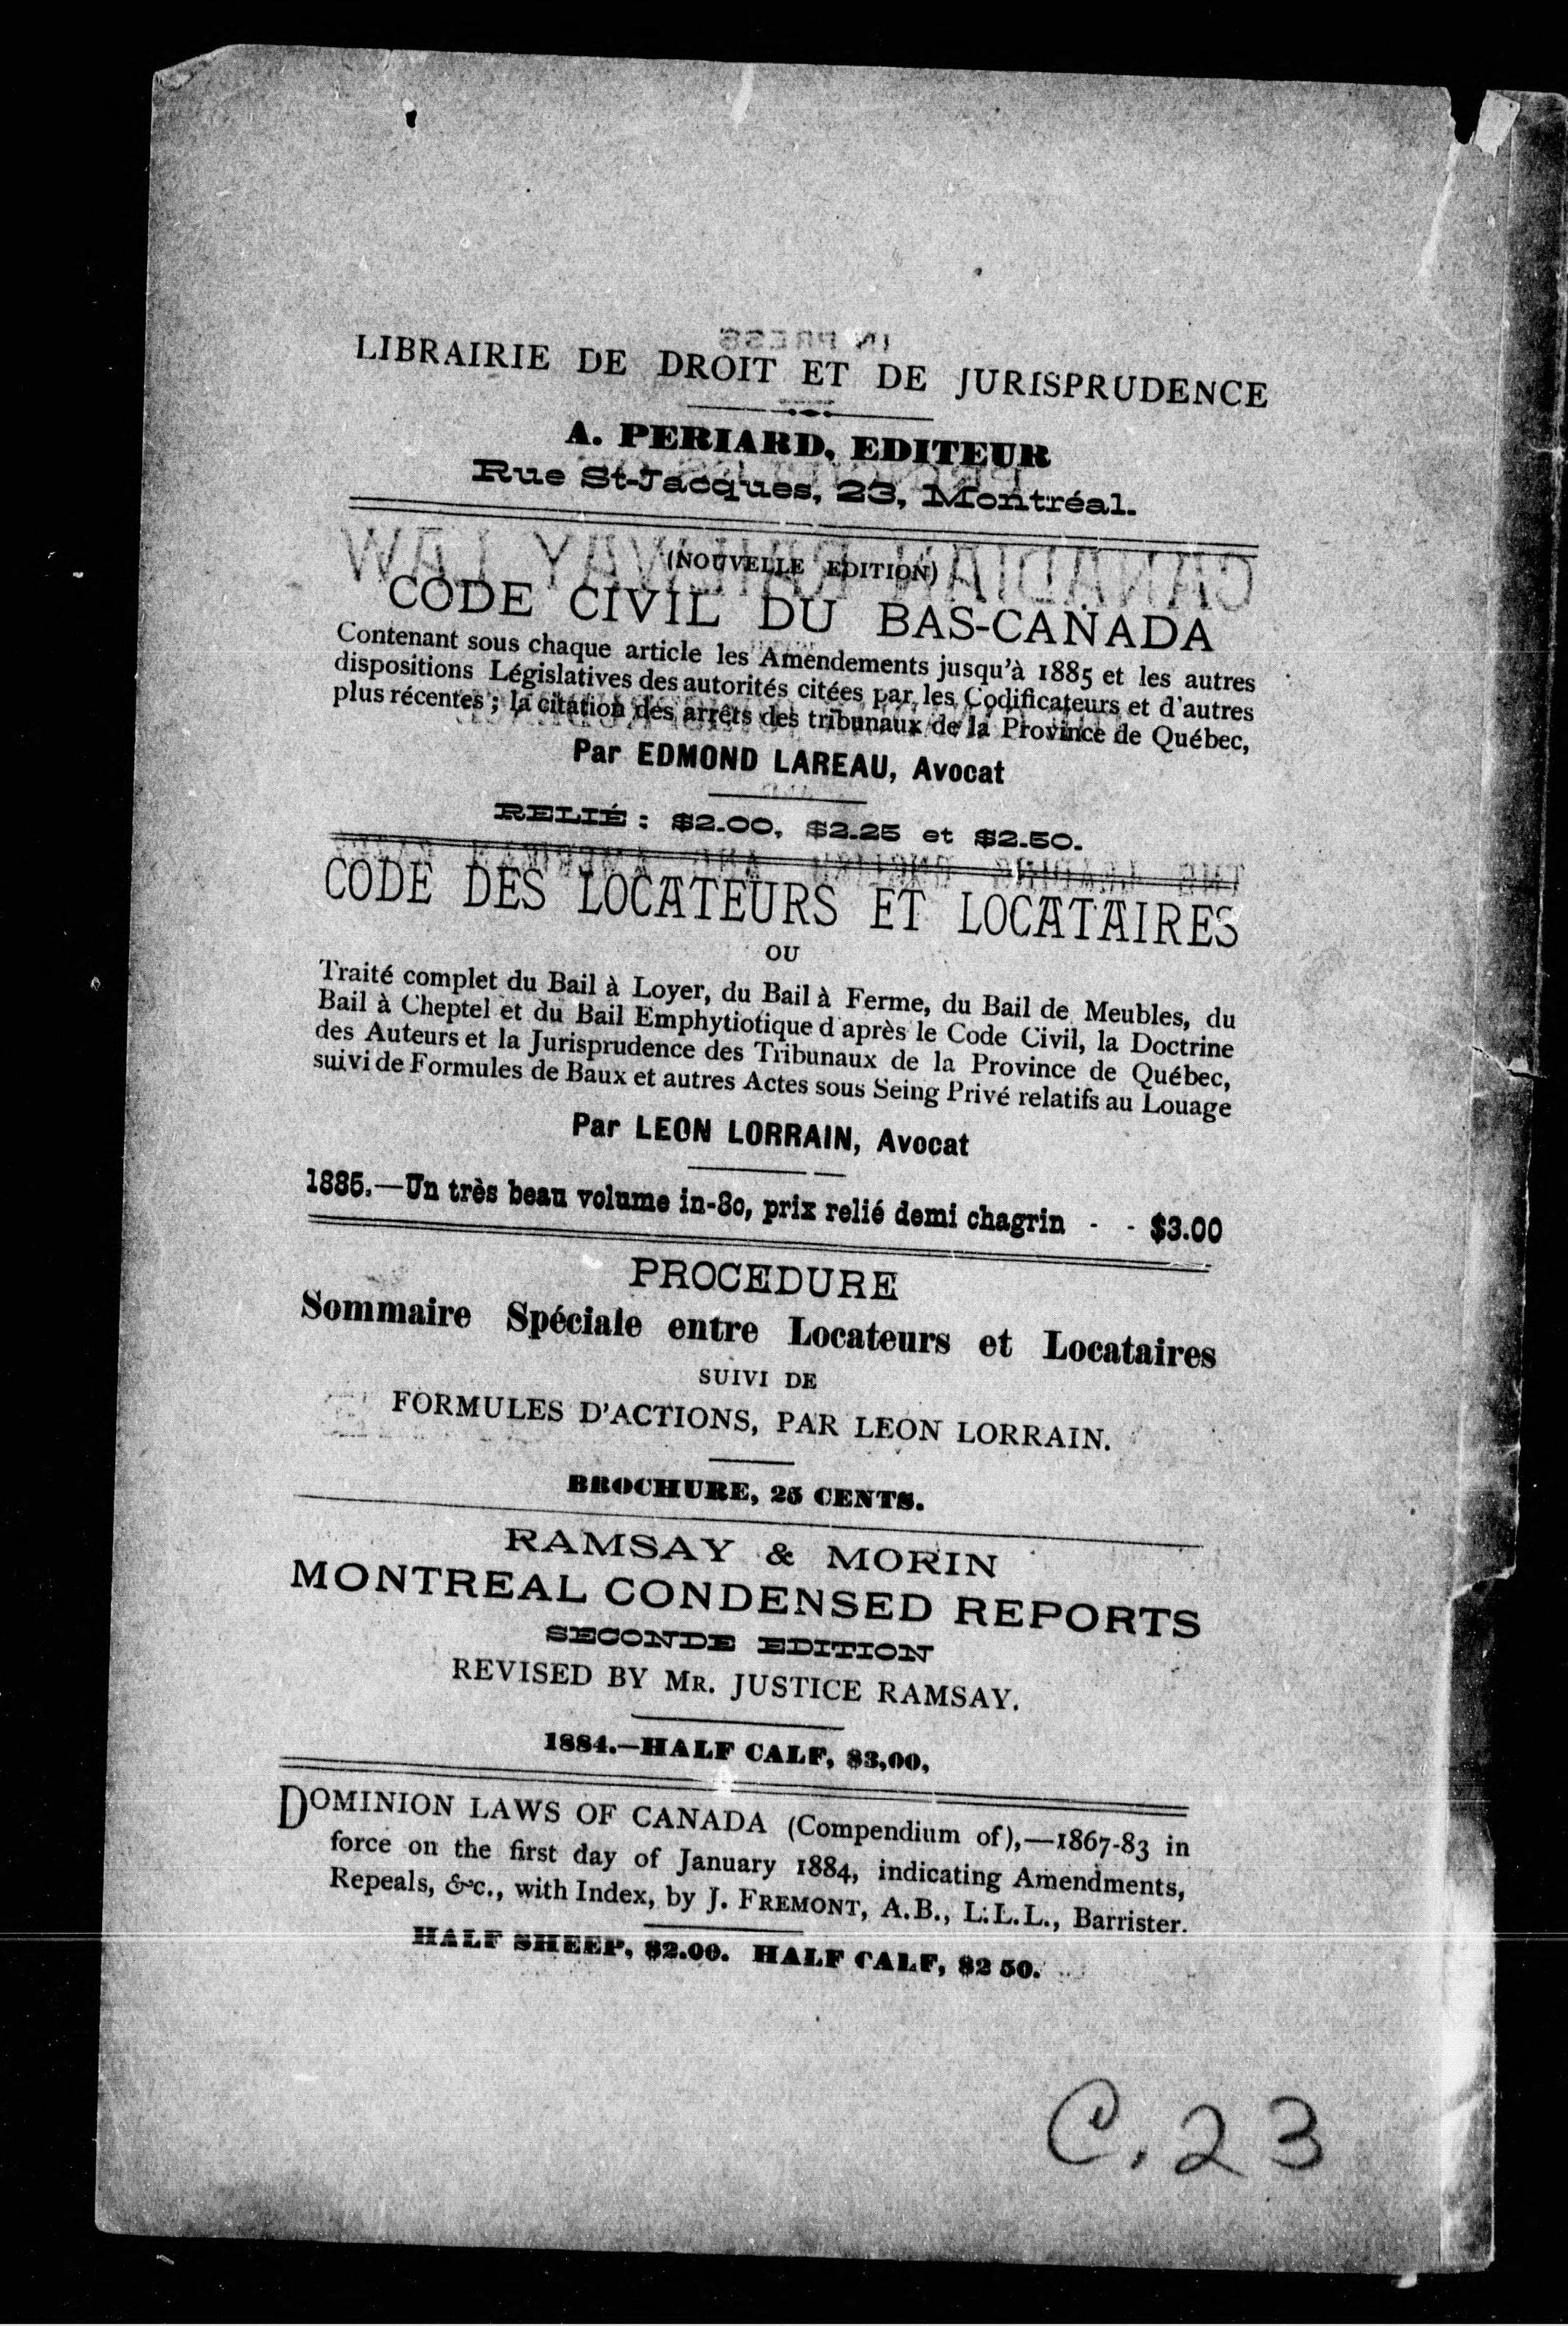 LIBRAIRIE DE DROIT ET DE JURISPRUDENCE
A. PERIARD, EDITEUR
Rue St-Jacques, 23, Montréal.
(NOUVELLE EDITION)
CODE CIVIL DU BAS-CANADA
Contenant sous chaque article les Amendements jusqu'à 1885 et les autres
dispositions Législatives des autorités citées par les Codificateurs et d'autres
plus récentes ; la citation des arrêts des tribunaux de la Province de Québec,
Par EDMOND LAREAU, Avocat
RELIÉ : $2.00, $2.25 et $2.50.
CODE DES LOCATEURS ET LOCATAIRES
OU
Traité complet du Bail à Loyer, du Bail à Ferme, du Bail de Meubles, du
Bail à Cheptel et du Bail Emphytiotique d'après le Code Civil, la Doctrine
des Auteurs et la Jurisprudence des Tribunaux de la Province de Québec,
suivi de Formules de Baux et autres Actes sous Seing Privé relatifs au Louage
Par LEON LORRAIN, Avocat
1885.—Un très beau volume in-8o, prix relié demi chagrin - - $3.00
PROCEDURE
Sommaire Spéciale entre Locateurs et Locataires
SUIVI DE
FORMULES D'ACTIONS, PAR LEON LORRAIN.
BROCHURE, 25 CENTS.
RAMSAY & MORIN
MONTREAL CONDENSED REPORTS
SECONDE EDITION
REVISED BY MR. JUSTICE RAMSAY.
1884.—HALF CALF, $3,00,
DOMINION LAWS OF CANADA (Compendium of),—1867-83 in
force on the first day of January 1884, indicating Amendments,
Repeals, &c., with Index, by J. FREMONT, A.B., L.L.L., Barrister.
HALF SHEEP, $2.00. HALF CALF, $2 50.
C. 23